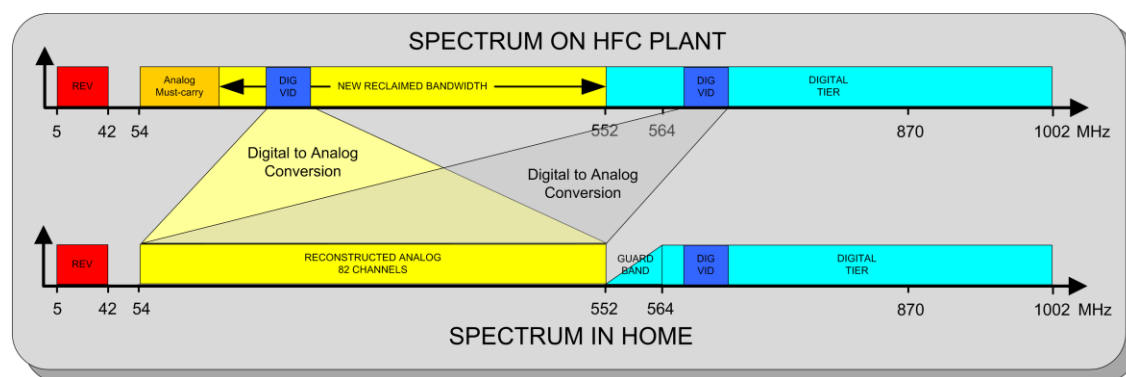 SPECTRUM ON HFC PLANT
REV
Analog
Must-carry
DIG
VID
NEW RECLAIMED BANDWIDTH
DIG
VID
DIGITAL
TIER
5 42 54 552 564 870 1002 MHz
Digital to Analog
Conversion
Digital to Analog
Conversion
REV
RECONSTRUCTED ANALOG
82 CHANNELS
GUARD
BAND
DIG
VID
DIGITAL
TIER
5 42 54 552 564 870 1002 MHz
SPECTRUM IN HOME